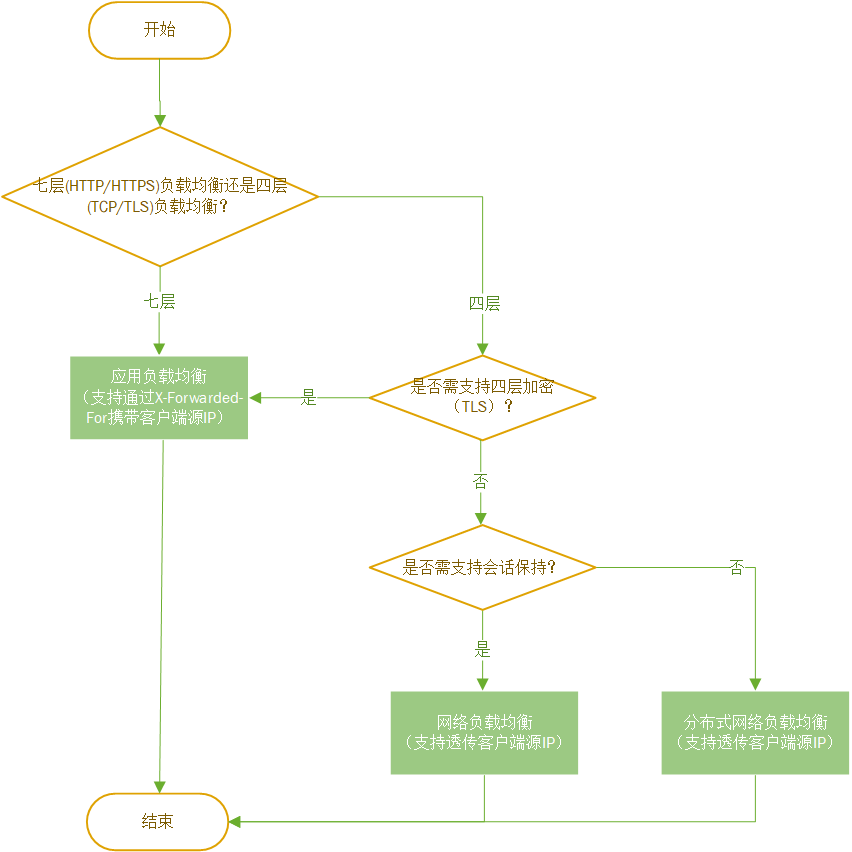 开始
七层(HTTP/HTTPS)负载均衡还是四层
(TCP/TLS)负载均衡?
七层
四层
应用负载均衡
（支持通过X-Forwarded-
For携带客户端源IP）
是
是否需支持四层加密
（TLS）?
否
是否需支持会话保持?
否
是
网络负载均衡
（支持透传客户端源IP）
分布式网络负载均衡
（支持透传客户端源IP）
结束